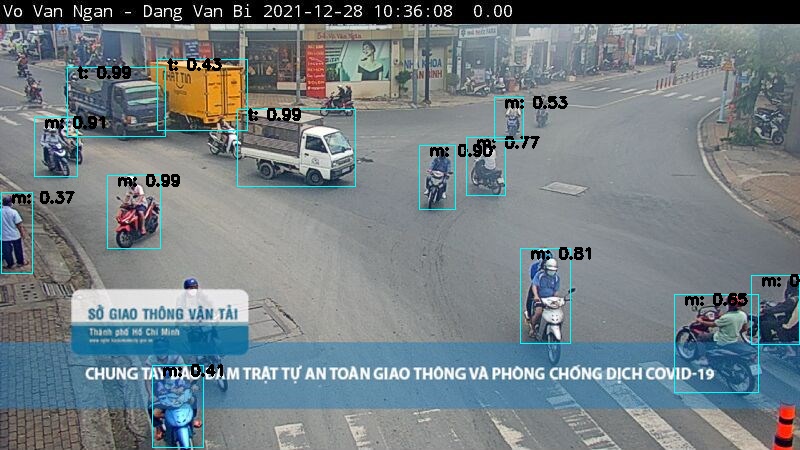 Vo Van Ngan - Dang Van Bi 2021-12-28 10:36:08 0.00
t: 0.99
t: 0.43
t: 0.99
m: 0.53
m: 0.91
m: 0.90
m: 0.77
m: 0.99
m: 0.37
m: 0.81
m: 0.65
m: 0
SỞ GIAO THÔNG VẬN TẢI
Thành phố Hồ Chí Minh
m: 0.41
CHUNG TAY TRẬT TỰ AN TOÀN GIAO THÔNG VÀ PHÒNG CHỐNG DỊCH COVID-19